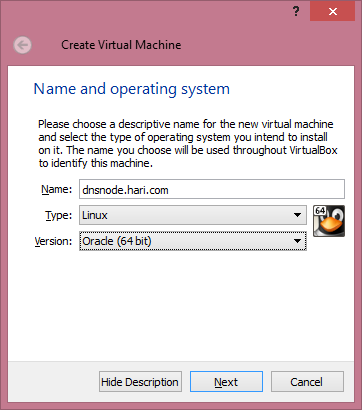 ?
Create Virtual Machine
Name and operating system
Please choose a descriptive name for the new virtual machine
and select the type of operating system you intend to install
on it. The name you choose will be used throughout VirtualBox
to identify this machine.
Name: dnsnode.hari.com
Type: Linux
64
Version: Oracle (64 bit)
Hide Description Next Cancel